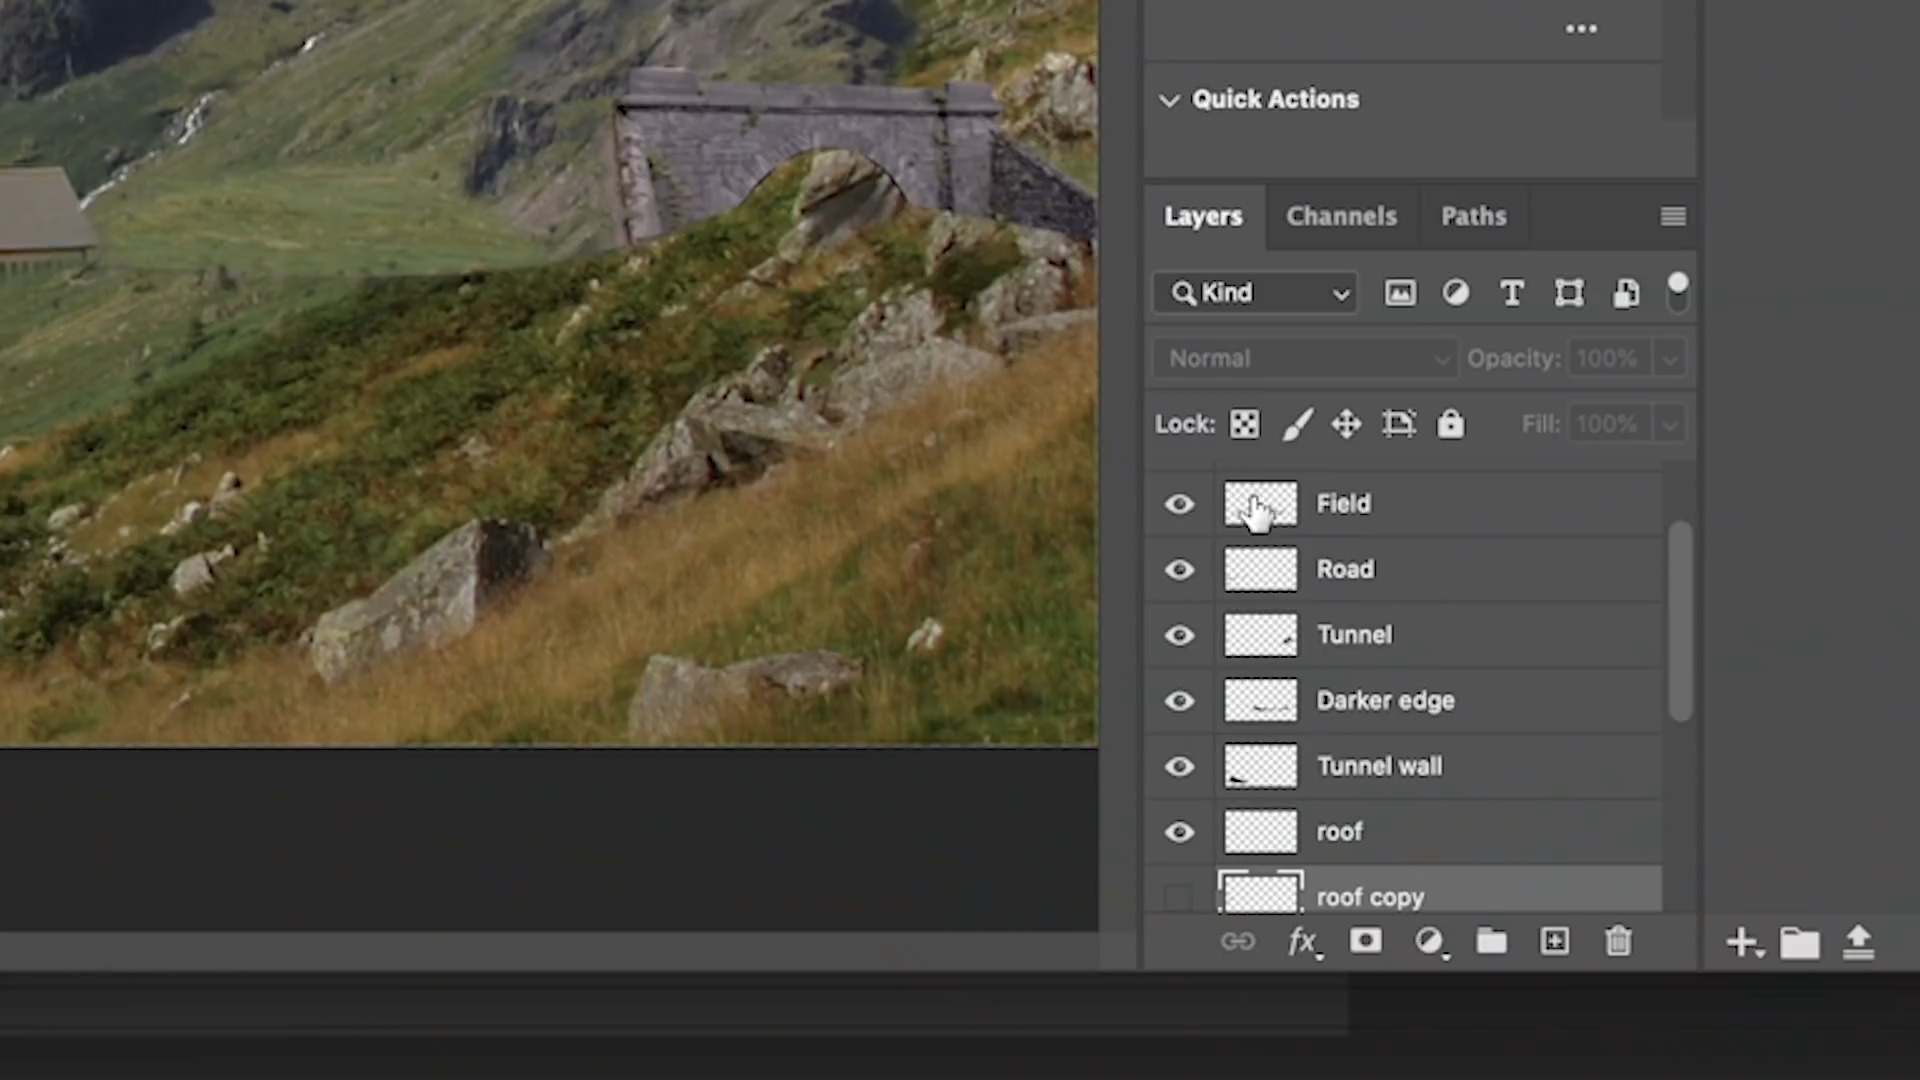 Quick Actions
Layers Channels Paths
Kind
Normal Opacity: 100%
Lock: Fill: 100%
Field
Road
Tunnel
Darker edge
Tunnel wall
roof
roof copy
fx